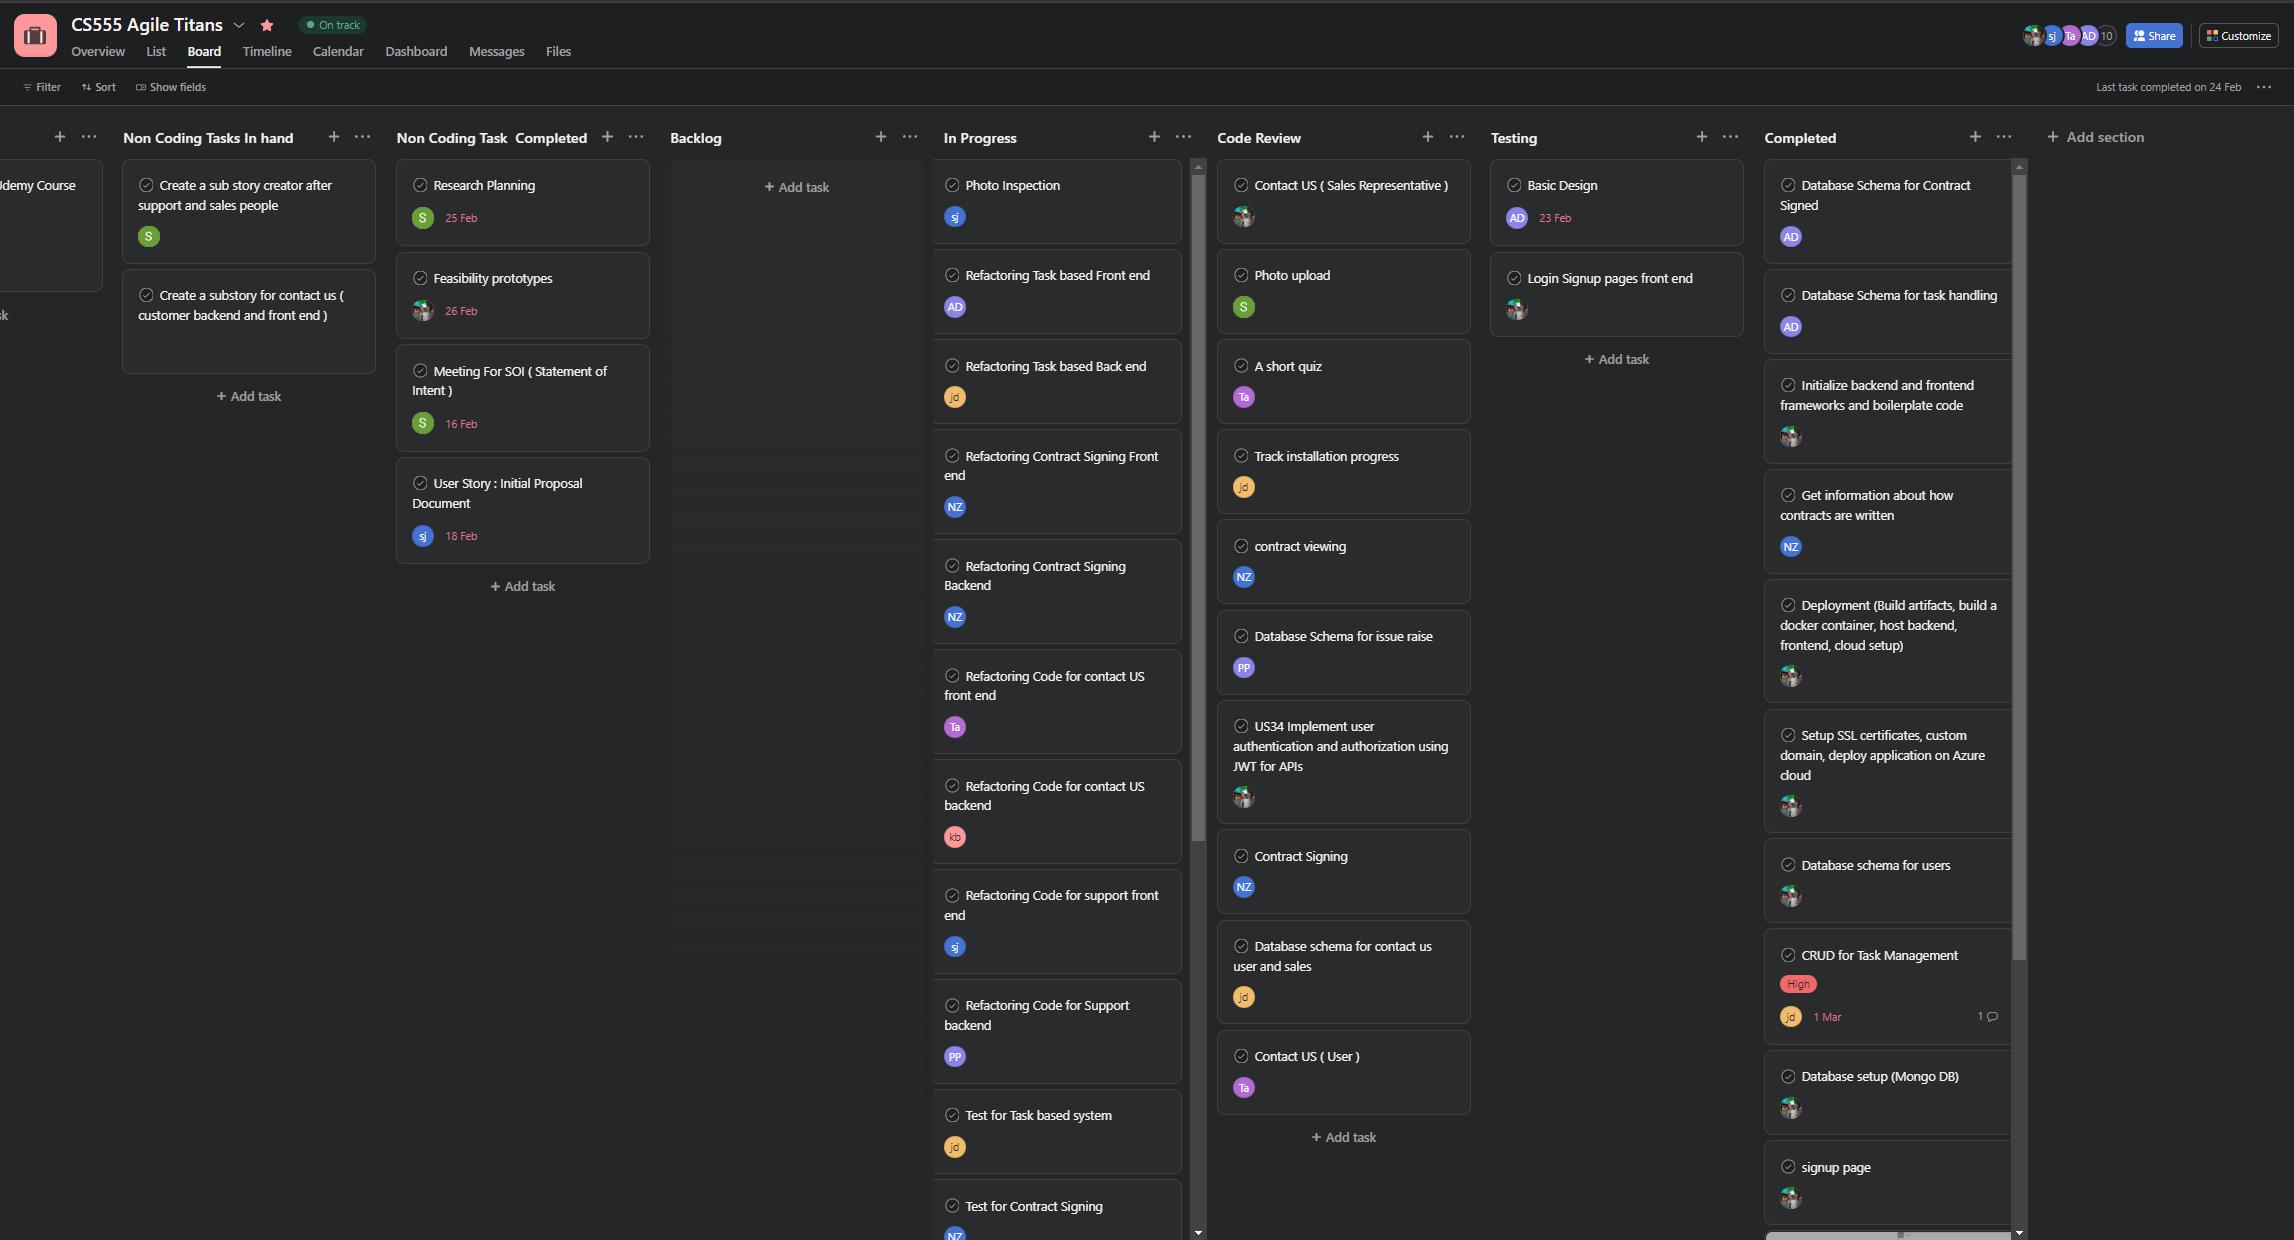 CS555 Agile Titans
On track
Overview
List
Board
Timeline
Calendar
Dashboard
Messages
Files
sj
Ta
AD
10
Share
Customize
Filter
Sort
Show fields
Last task completed on 24 Feb
Udemy Course
sk
Non Coding Tasks In hand
Create a sub story creator after
support and sales people
S
Create a substory for contact us (
customer backend and front end )
+ Add task
Non Coding Task Completed
Research Planning
S
25 Feb
Feasibility prototypes
26 Feb
Meeting For SOI ( Statement of
Intent )
S
16 Feb
User Story : Initial Proposal
Document
sj
18 Feb
+ Add task
Backlog
+ Add task
In Progress
Photo Inspection
sj
Refactoring Task based Front end
AD
Refactoring Task based Back end
jd
Refactoring Contract Signing Front
end
NZ
Refactoring Contract Signing
Backend
NZ
Refactoring Code for contact US
front end
Ta
Refactoring Code for contact US
backend
kb
Refactoring Code for support front
end
sj
Refactoring Code for Support
backend
PP
Test for Task based system
jd
Test for Contract Signing
NZ
Code Review
Contact US ( Sales Representative )
Photo upload
S
A short quiz
Ta
Track installation progress
jd
contract viewing
NZ
Database Schema for issue raise
PP
US34 Implement user
authentication and authorization using
JWT for APIs
Contract Signing
NZ
Database schema for contact us
user and sales
jd
Contact US ( User )
Ta
+ Add task
Testing
Basic Design
AD
23 Feb
Login Signup pages front end
+ Add task
Completed
Database Schema for Contract
Signed
AD
Database Schema for task handling
AD
Initialize backend and frontend
frameworks and boilerplate code
Get information about how
contracts are written
NZ
Deployment (Build artifacts, build a
docker container, host backend,
frontend, cloud setup)
Setup SSL certificates, custom
domain, deploy application on Azure
cloud
Database schema for users
CRUD for Task Management
High
jd
1 Mar
1
Database setup (Mongo DB)
signup page
+ Add section